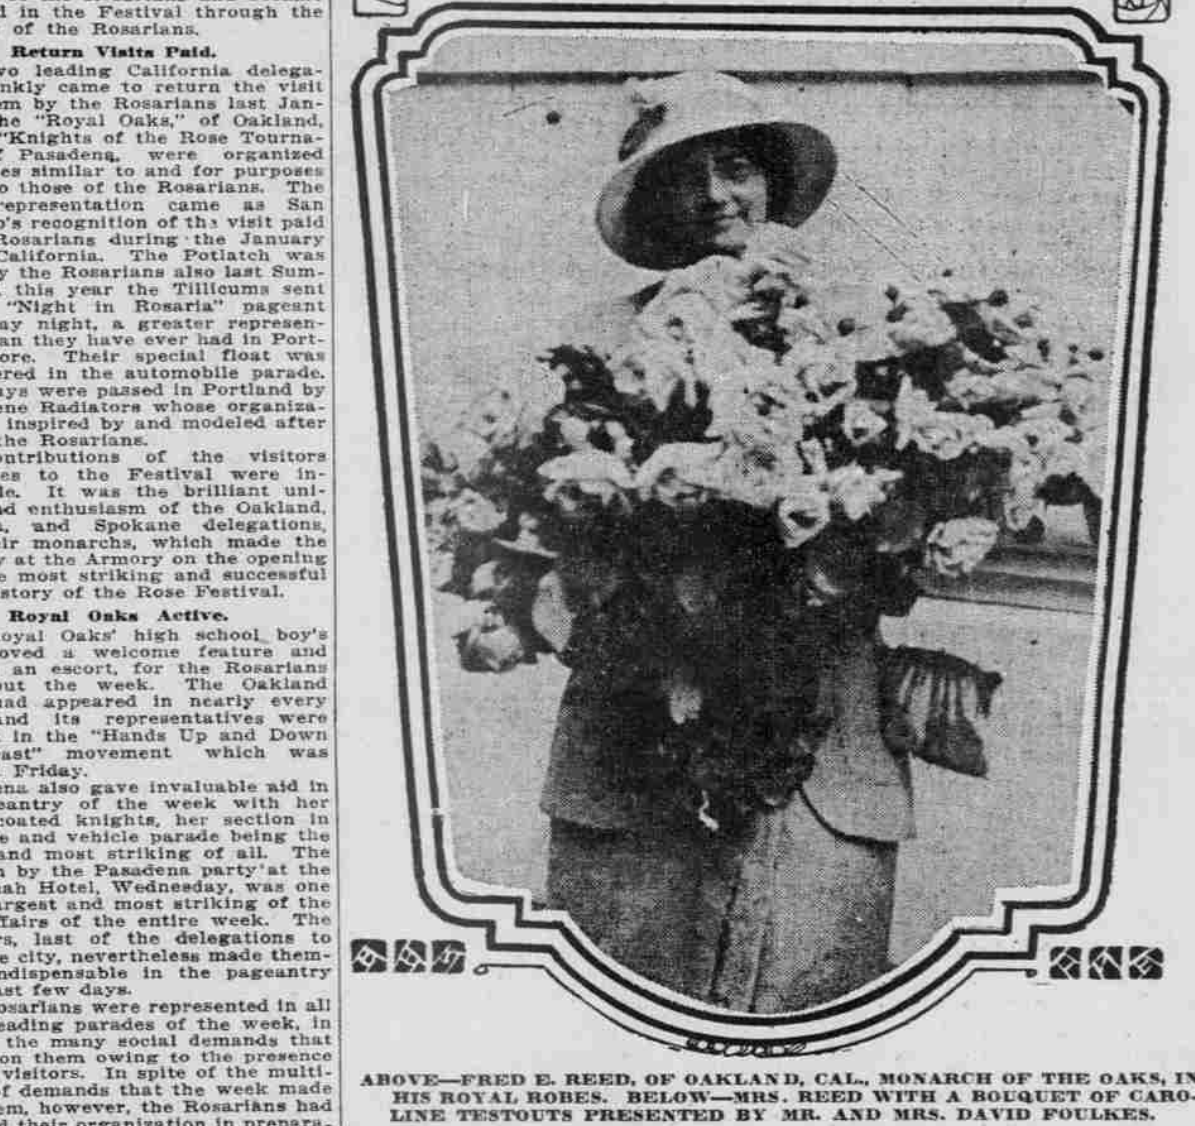 l in the Festival through the
of the Rosarians.
Return Visits Paid.
vo leading California delega-
nkly came to return the visit
em by the Rosarians last Jan-
he "Royal Oaks," of Oakland,
"Knights of the Rose Tourna-
Pasadena, were organized
es similar to and for purposes
o those of the Rosarians. The
representation came as San
o's recognition of the visit paid
Rosarians during the January
California. The Potlatch was
y the Rosarians also last Sum-
this year the Tillicums sent
"Night in Rosaria" pageant
ay night, a greater represen-
an they have ever had in Port-
ore. Their special float was
ered in the automobile parade.
ays were passed in Portland by
ene Radiators whose organiza-
inspired by and modeled after
the Rosarians.
ontributions of the visitors
es to the Festival were in-
le. It was the brilliant uni-
nd enthusiasm of the Oakland,
a, and Spokane delegations,
eir monarchs, which made the
y at the Armory on the opening
e most striking and successful
story of the Rose Festival.
Royal Oaks Active.
oyal Oaks' high school boy's
oved a welcome feature and
an escort, for the Rosarians
out the week. The Oakland
had appeared in nearly every
and its representatives were
in the "Hands Up and Down
ast" movement which was
Friday.
ena also gave invaluable aid in
eantry of the week with her
coated knights, her section in
e and vehicle parade being the
and most striking of all. The
n by the Pasadena party at the
ah Hotel, Wednesday, was one
argest and most striking of the
ffairs of the entire week. The
rs, last of the delegations to
e city, nevertheless made them-
ndispensable in the pageantry
ast few days.
osarians were represented in all
eading parades of the week, in
the many social demands that
on them owing to the presence
visitors. In spite of the multi-
f demands that the week made
em, however, the Rosarians had
d their organization in prepara-
ABOVE—FRED E. REED, OF OAKLAND, CAL., MONARCH OF THE OAKS, IN
HIS ROYAL ROBES. BELOW—MRS. REED WITH A BOUQUET OF CARO-
LINE TESTOUTS PRESENTED BY MR. AND MRS. DAVID FOULKES.